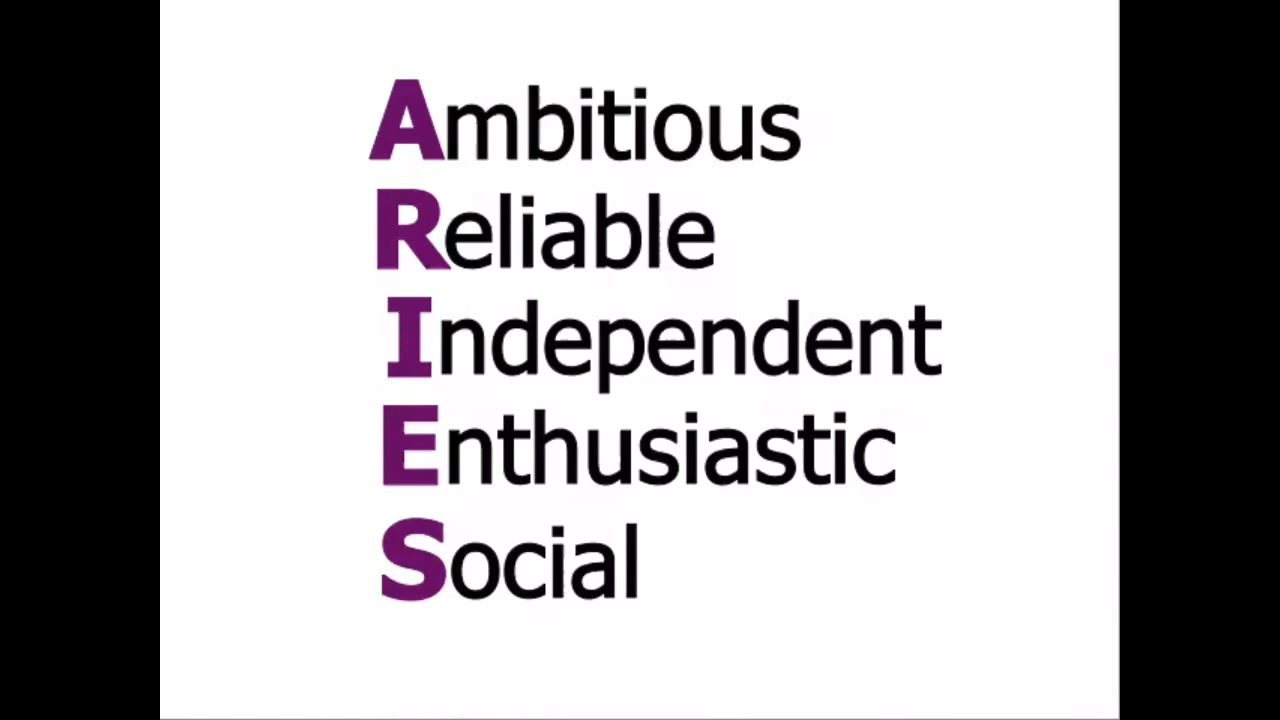 Ambitious
Reliable
Independent
Enthusiastic
Social